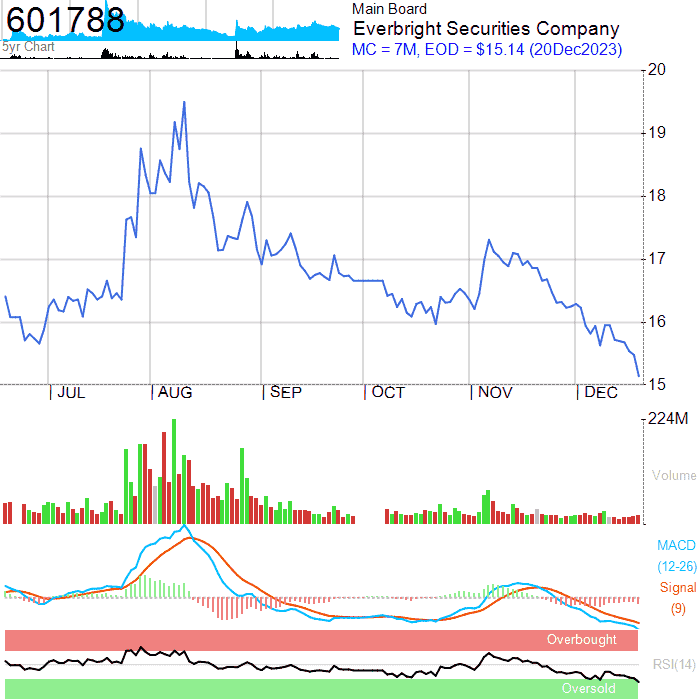 601788
5yr Chart
Main Board
Everbright Securities Company
MC = 7M, EOD = $15.14 (20Dec2023)
20
19
18
17
16
15
JUL AUG SEP OCT NOV DEC
224M
Volume
MACD
(12-26)
Signal
(9)
Overbought
RSI(14)
Oversold